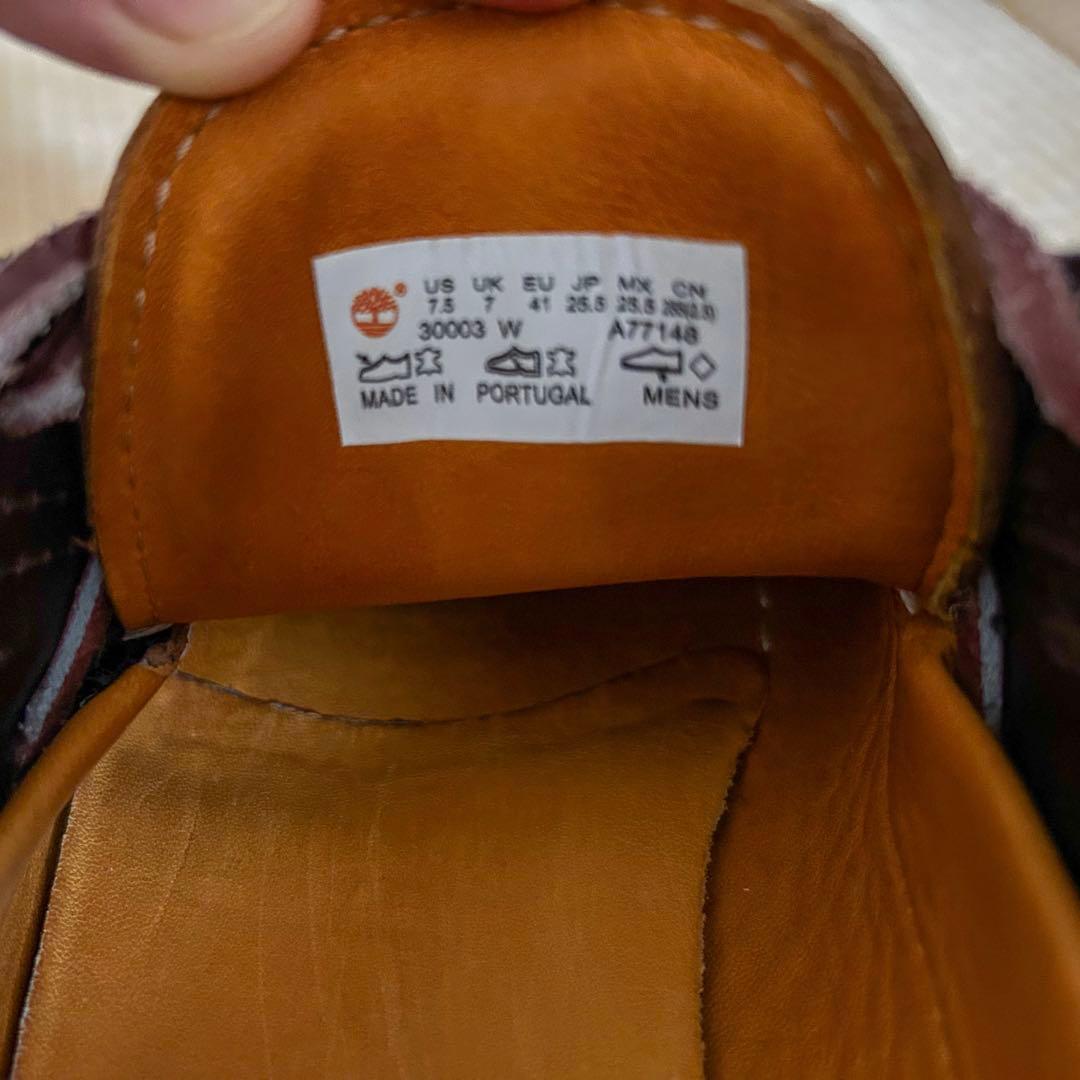 US UK EU JP MX CN
7.5 7 41 25.5 25.5
30003 W A77148
MADE IN PORTUGAL MENS